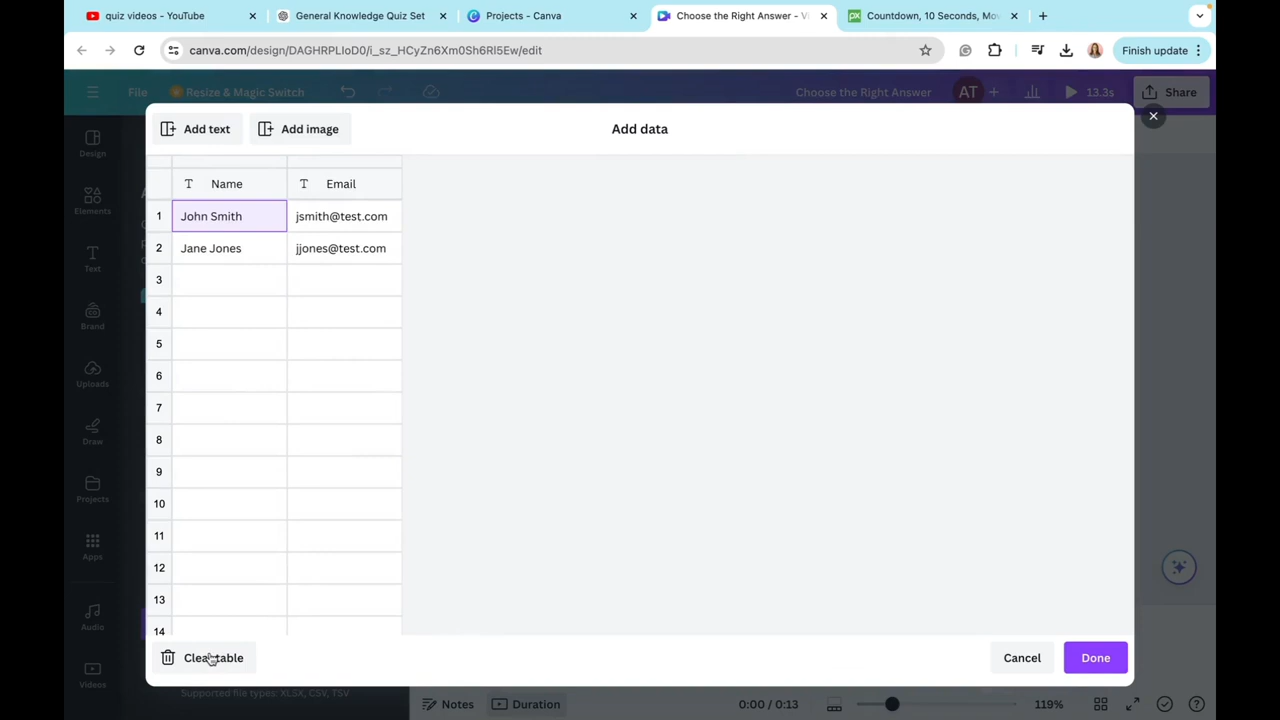 quiz videos - YouTube
General Knowledge Quiz Set
Projects - Canva
Choose the Right Answer - Vi
Countdown, 10 Seconds, Mov
canva.com/design/DAGHRPLIoD0/i_sz_HCyZn6Xm0Sh6RI5Ew/edit
Finish update
File
Resize & Magic Switch
Choose the Right Answer
AT
13.3s
Share
Add text
Add image
Add data
Name
Email
1
John Smith
jsmith@test.com
2
Jane Jones
jjones@test.com
3
4
5
6
7
8
9
10
11
12
13
14
Clear table
Cancel
Done
Design
Elements
Text
Brand
Uploads
Draw
Projects
Apps
Audio
Videos
Supported file types: XLSX, CSV, TSV
Notes
Duration
0:00 / 0:13
119%